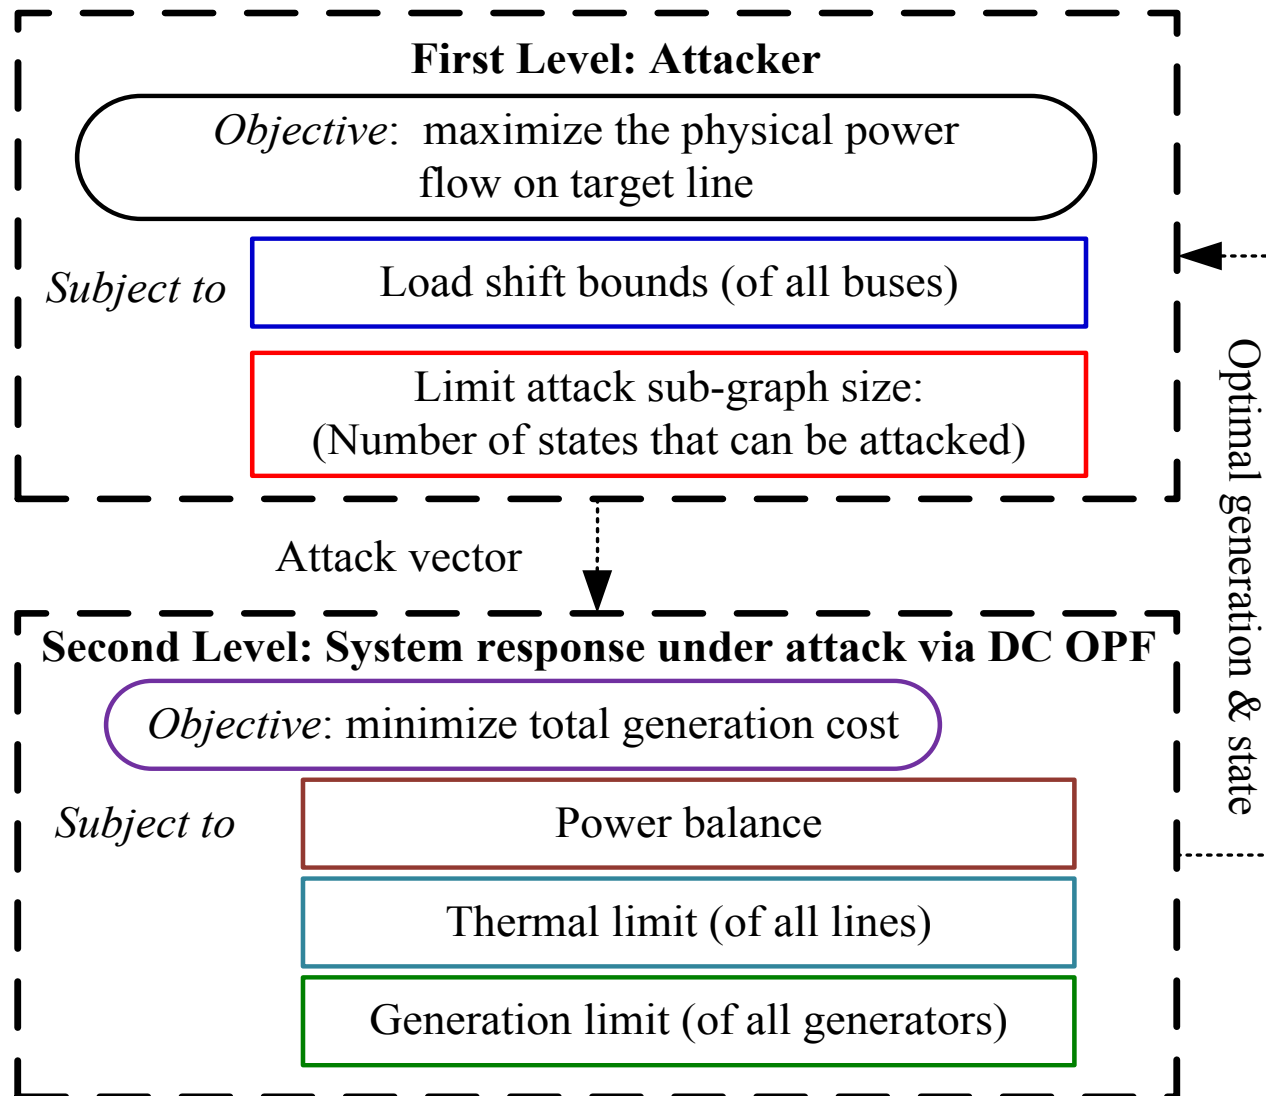 First Level: Attacker
Objective: maximize the physical power
flow on target line
Subject to
Load shift bounds (of all buses)
Limit attack sub-graph size:
(Number of states that can be attacked)
Optimal generation & state
Attack vector
Second Level: System response under attack via DC OPF
Objective: minimize total generation cost
Subject to
Power balance
Thermal limit (of all lines)
Generation limit (of all generators)